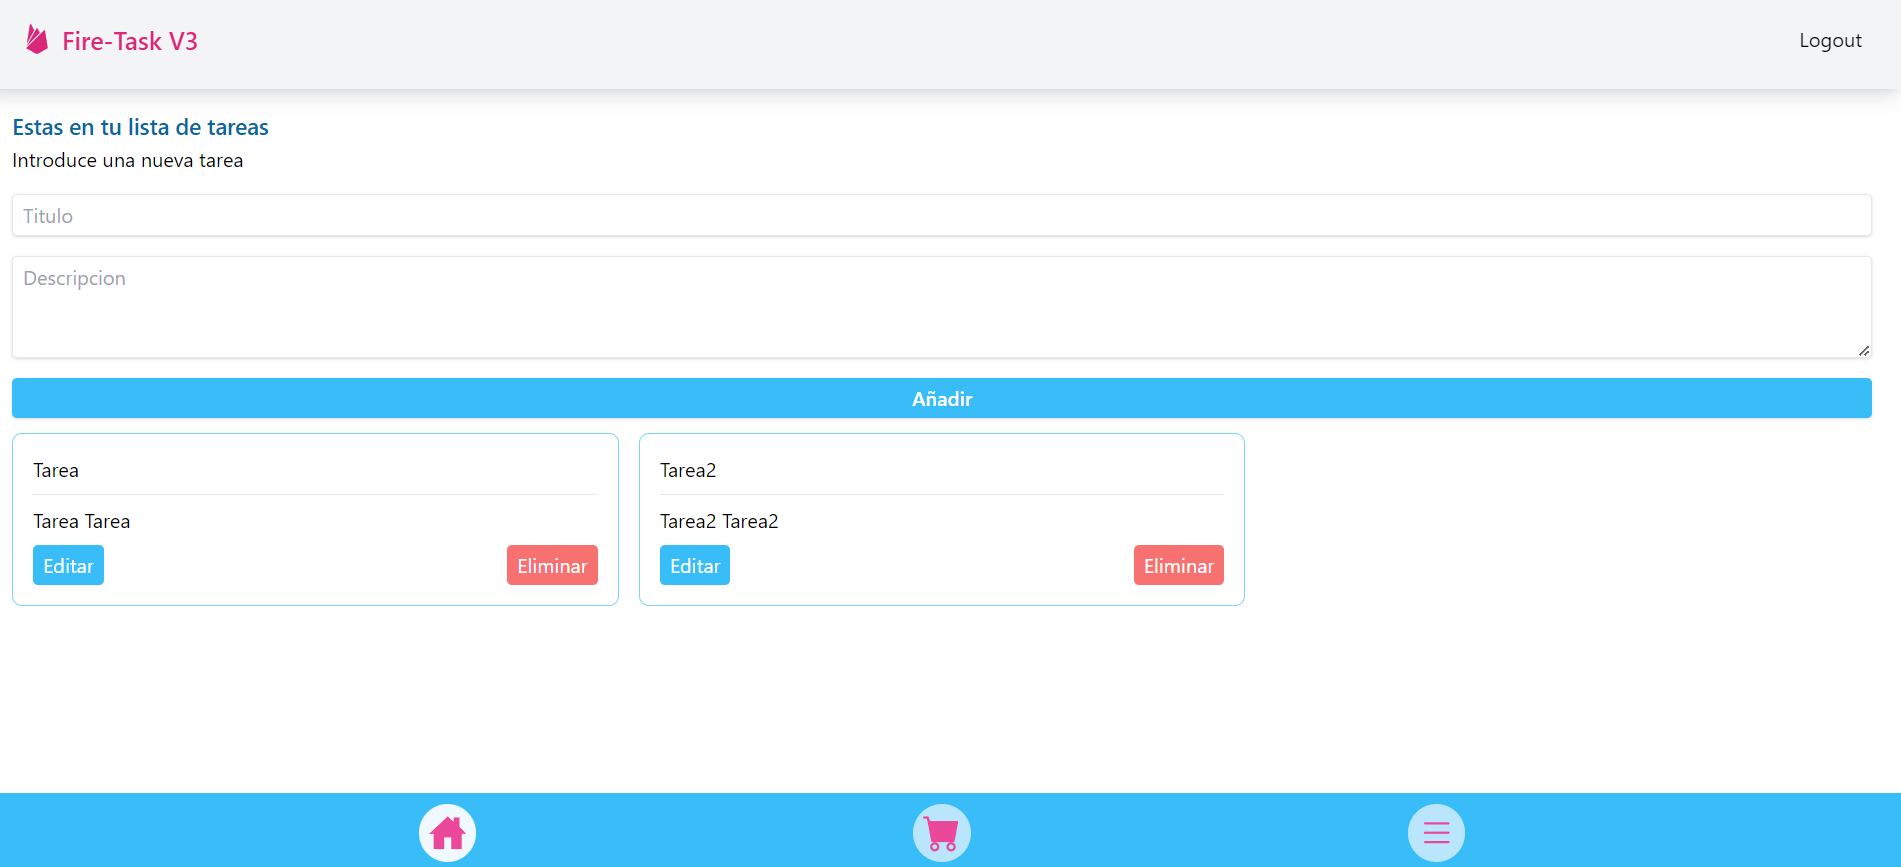 Fire-Task V3
Logout
Estas en tu lista de tareas
Introduce una nueva tarea
Titulo
Descripcion
Añadir
Tarea
Tarea Tarea
Editar
Eliminar
Tarea2
Tarea2 Tarea2
Editar
Eliminar